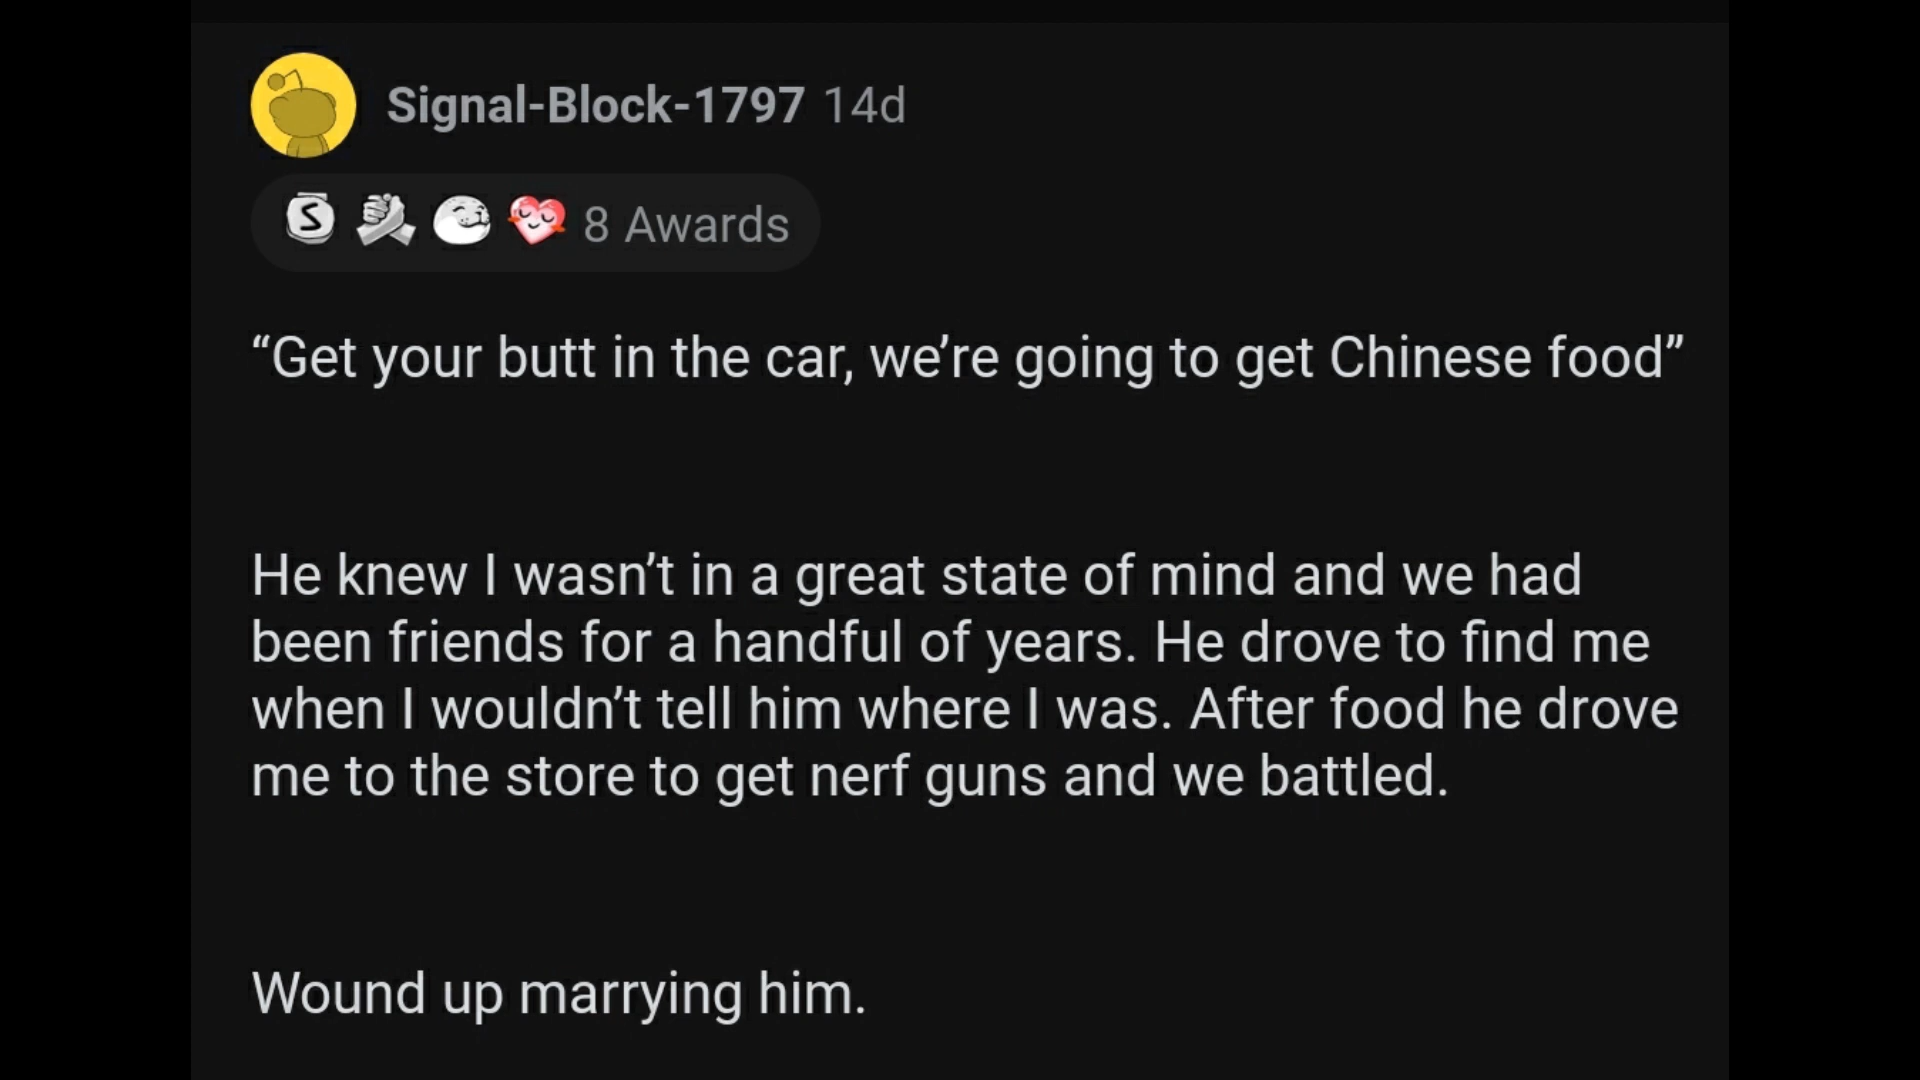 Signal-Block-1797 14d
S 8 Awards
“Get your butt in the car, we’re going to get Chinese food”
He knew I wasn’t in a great state of mind and we had
been friends for a handful of years. He drove to find me
when I wouldn’t tell him where I was. After food he drove
me to the store to get nerf guns and we battled.
Wound up marrying him.